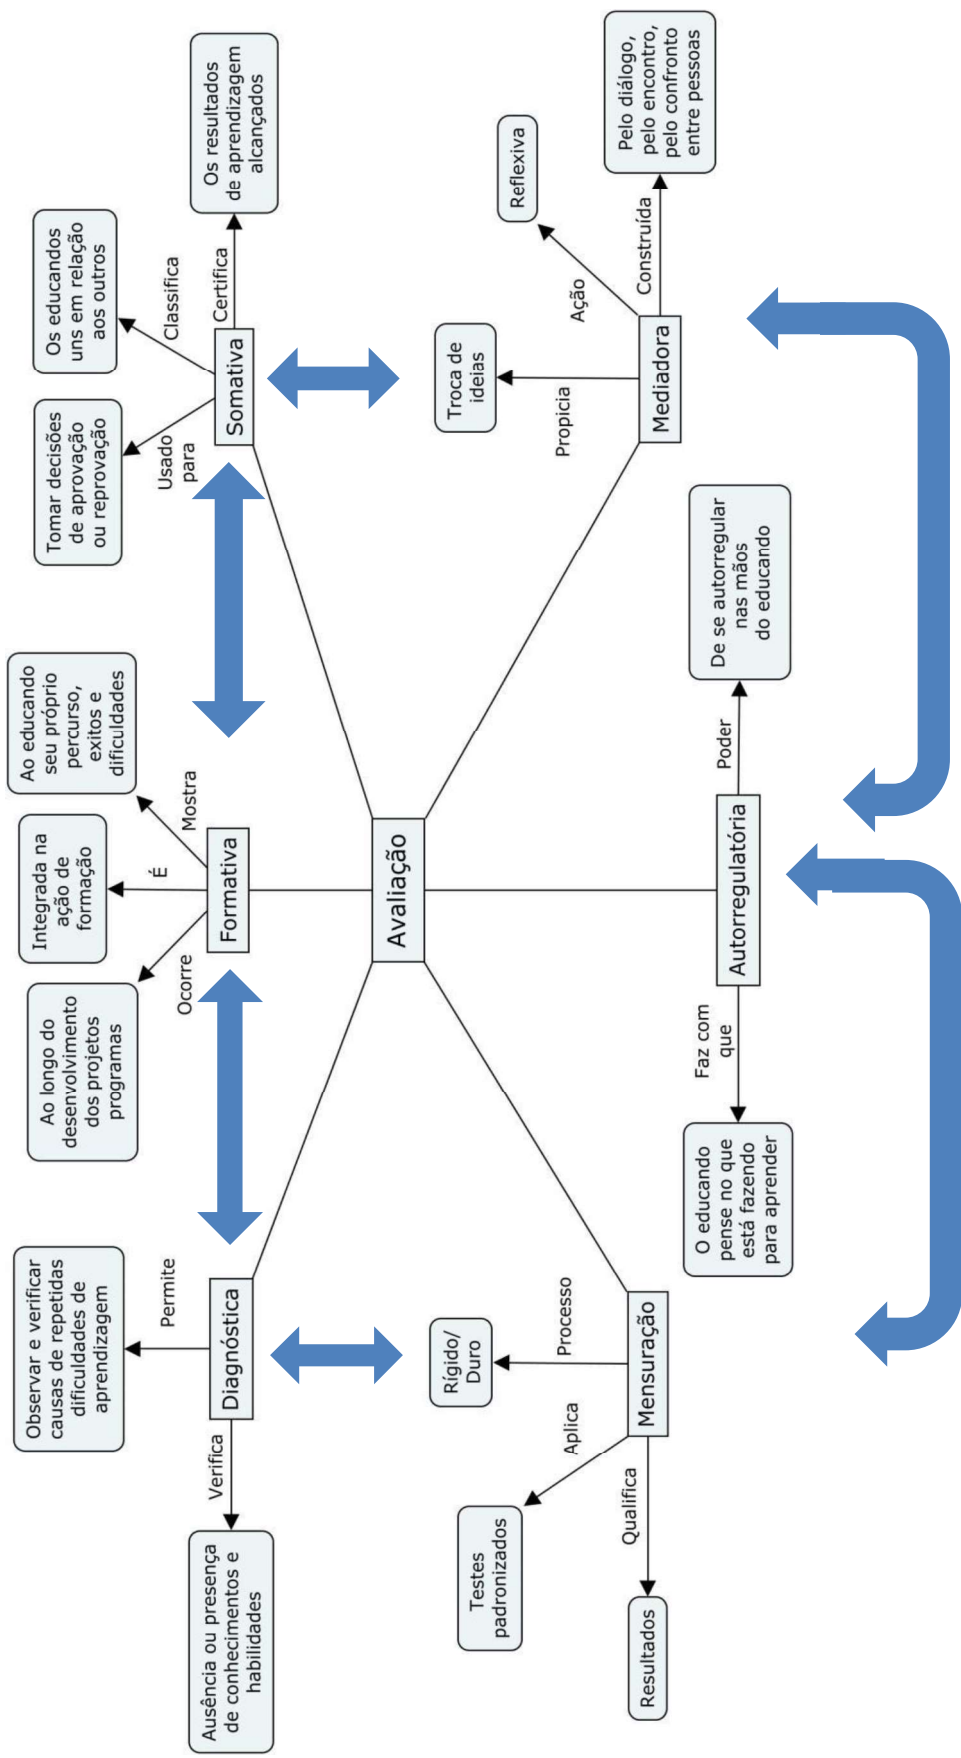 Observar e verificar
causas de repetidas
dificuldades de
aprendizagem
Ao longo do
desenvolvimento
dos projetos
programas
Integrada na
ação de
formação
Ao educando
seu próprio
percurso,
exitos e
dificuldades
Tomar decisões
de aprovação
ou reprovação
Os educandos
uns em relação
aos outros
Permite
Ocorre
É
Mostra
Usado
para
Classifica
Ausência ou presença
de conhecimentos e
habilidades
Verifica
Diagnóstica
Formativa
Somativa
Certifica
Os resultados
de aprendizagem
alcançados
Avaliação
Rígido/
Duro
Troca de
ideias
Reflexiva
Testes
padronizados
Aplica
Processo
Propicia
Ação
Resultados
Qualifica
Mensuração
Mediadora
Construída
Pelo diálogo,
pelo encontro,
pelo confronto
entre pessoas
O educando
pense no que
está fazendo
para aprender
Faz com
que
Autorregulatória
Poder
De se autorregular
nas mãos
do educando